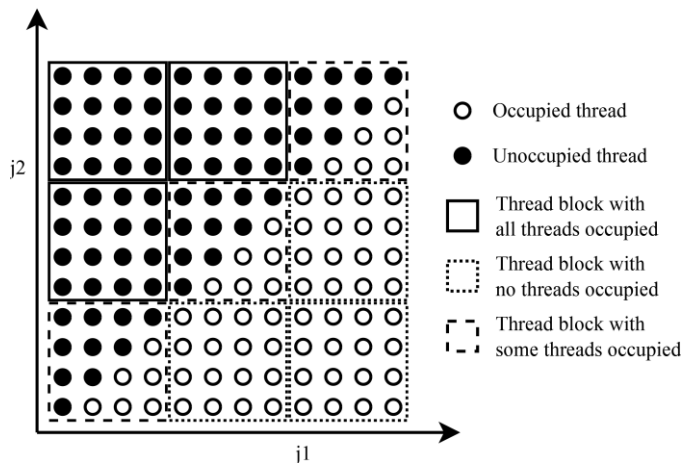 j2
j1
Occupied thread
Unoccupied thread
Thread block with
all threads occupied
Thread block with
no threads occupied
Thread block with
some threads occupied